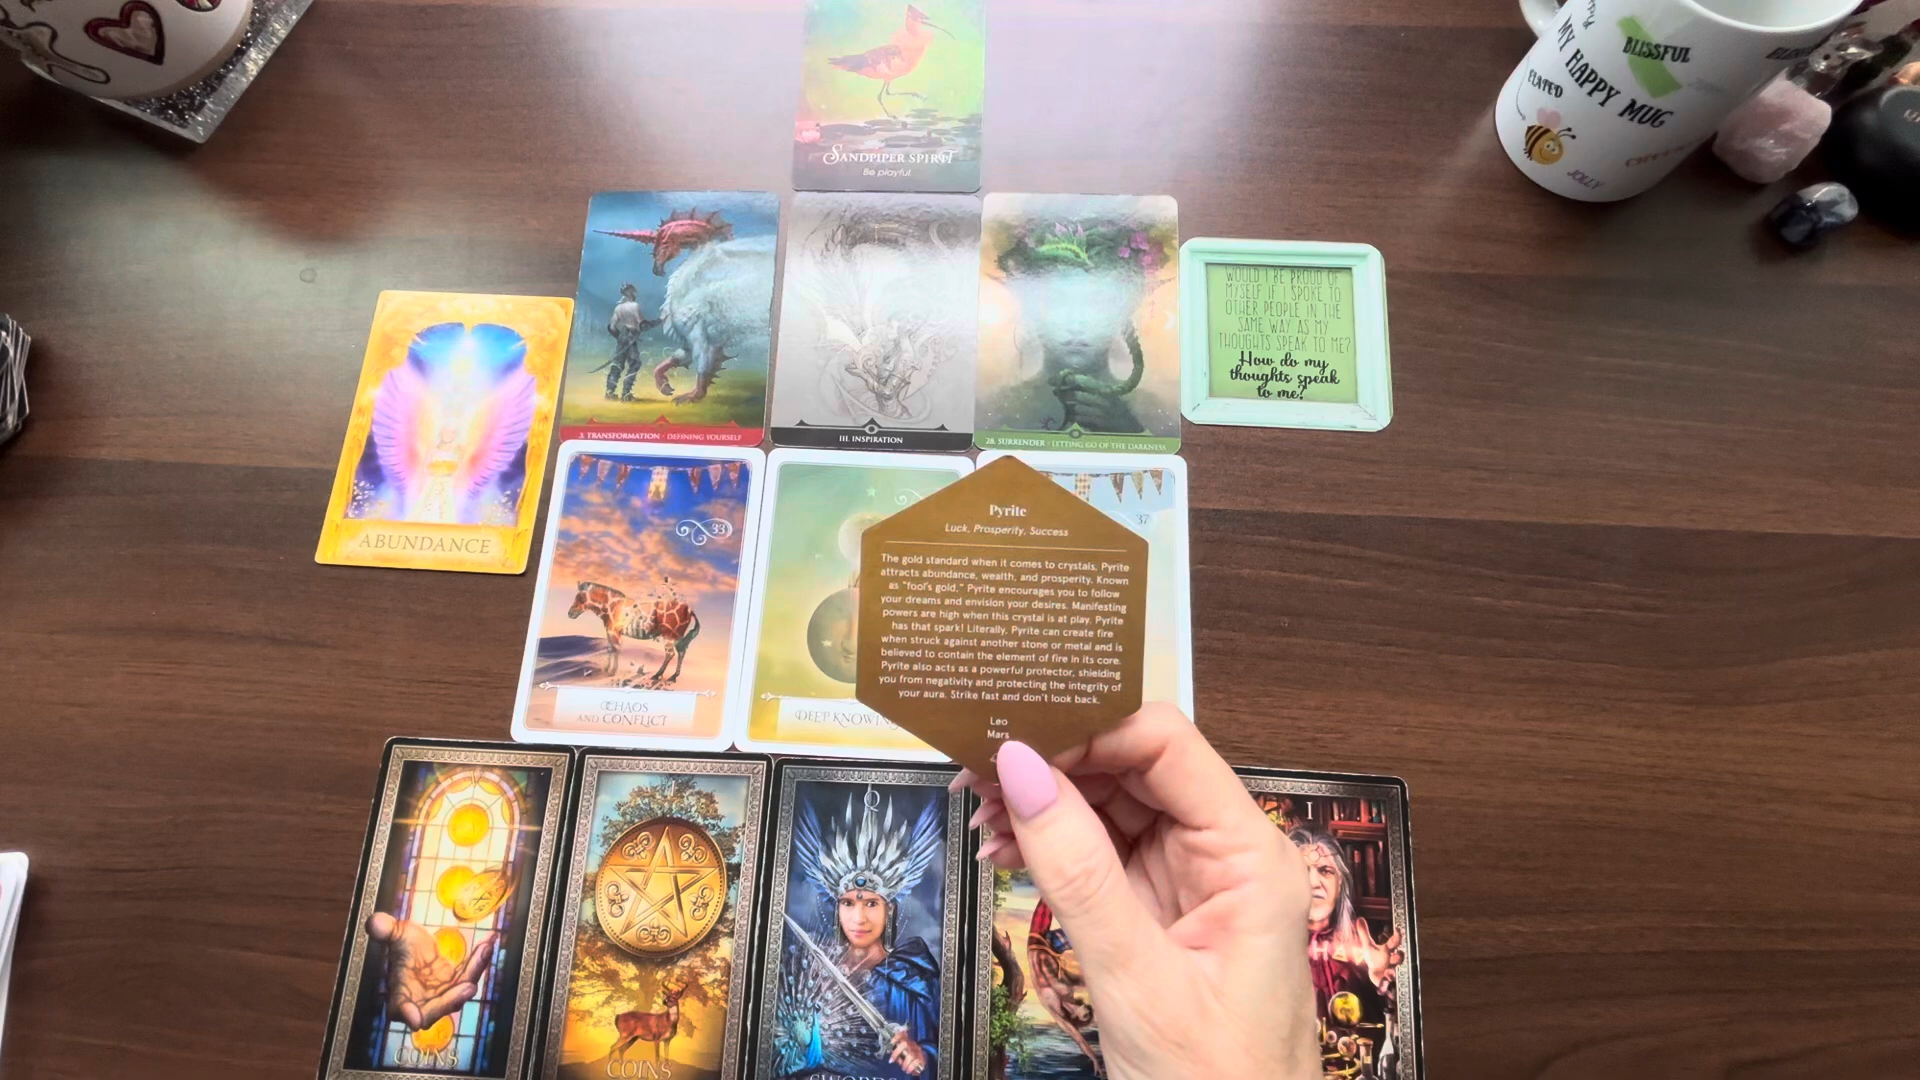 SANDPIPER SPIRIT
Be playful
BLISSFUL
ELATED
MY HAPPY MUG
JOLLY
3. TRANSFORMATION · DEFINING YOURSELF
III. INSPIRATION
28. SURRENDER · LETTING GO OF THE DARKNESS
WOULD I BE PROUD OF
MYSELF IF I SPOKE TO
OTHER PEOPLE IN THE
SAME WAY AS MY
THOUGHTS SPEAK TO ME?
How do my
thoughts speak
to me?
ABUNDANCE
33
CHAOS
AND CONFLICT
DEEP KNOWIN
37
Pyrite
Luck, Prosperity, Success
The gold standard when it comes to crystals, Pyrite
attracts abundance, wealth, and prosperity. Known
as "fool's gold," Pyrite encourages you to follow
your dreams and envision your desires. Manifesting
powers are high when this crystal is at play. Pyrite
has that spark! Literally, Pyrite can create fire
when struck against another stone or metal and is
believed to contain the element of fire in its core.
Pyrite also acts as a powerful protector, shielding
you from negativity and protecting the integrity of
your aura. Strike fast and don't look back.
Leo
Mars
COINS
I
COINS
Q
SWORDS
I